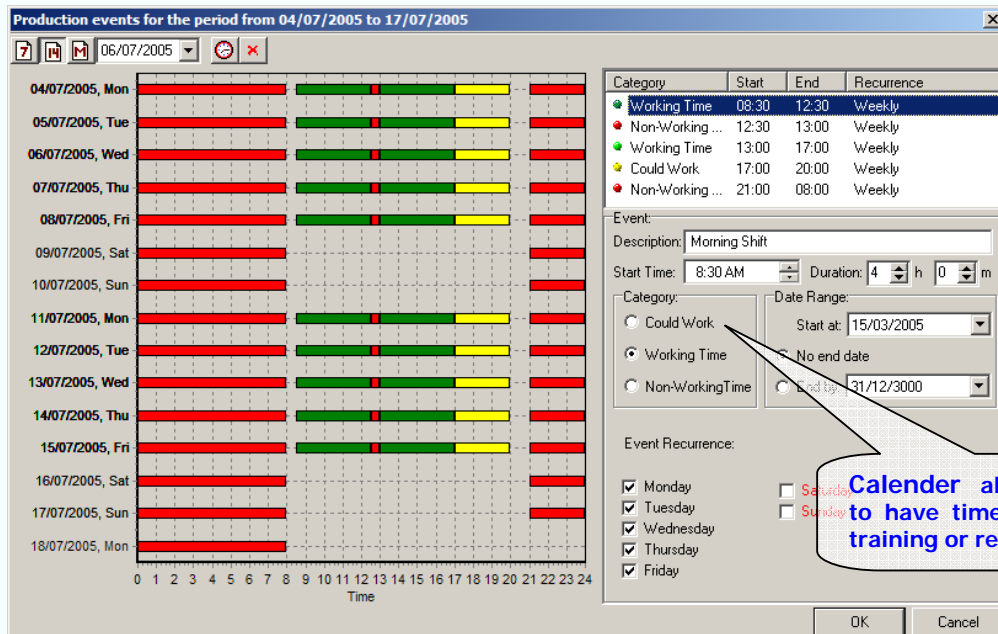 Production events for the period from 04/07/2005 to 17/07/2005
7 14 M 06/07/2005
04/07/2005, Mon
05/07/2005, Tue
06/07/2005, Wed
07/07/2005, Thu
08/07/2005, Fri
09/07/2005, Sat
10/07/2005, Sun
11/07/2005, Mon
12/07/2005, Tue
13/07/2005, Wed
14/07/2005, Thu
15/07/2005, Fri
16/07/2005, Sat
17/07/2005, Sun
18/07/2005, Mon
0 1 2 3 4 5 6 7 8 9 10 11 12 13 14 15 16 17 18 19 20 21 22 23 24
Time
Category Start End Recurrence
Working Time 08:30 12:30 Weekly
Non-Working ... 12:30 13:00 Weekly
Working Time 13:00 17:00 Weekly
Could Work 17:00 20:00 Weekly
Non-Working ... 21:00 08:00 Weekly
Event:
Description: Morning Shift
Start Time: 8:30 AM Duration: 4 h 0 m
Category:
Could Work
Working Time
Non-WorkingTime
Date Range:
Start at: 15/03/2005
No end date
End by: 31/12/3000
Event Recurrence:
Monday
Tuesday
Wednesday
Thursday
Friday
Saturday
Sunday
Calender al
to have time
training or re
OK Cancel